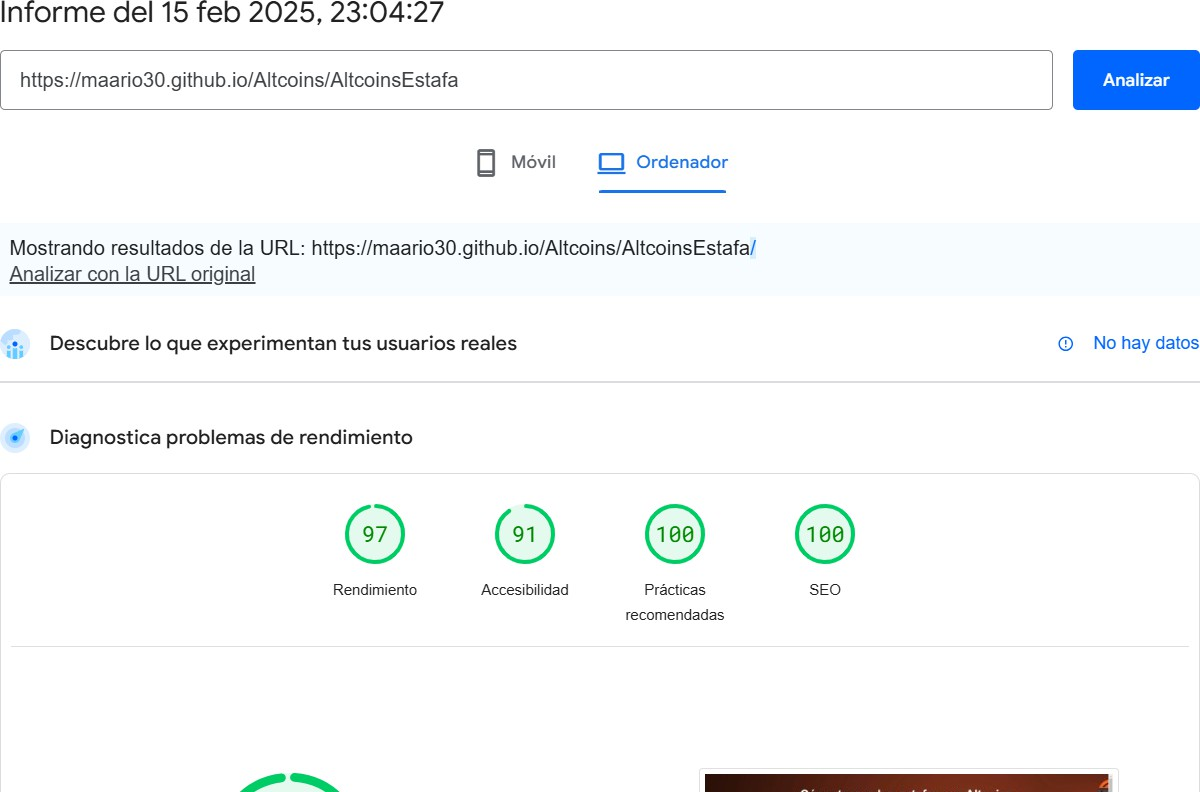 Informe del 15 feb 2025, 23:04:27
https://maario30.github.io/Altcoins/AltcoinsEstafa
Analizar
Móvil
Ordenador
Mostrando resultados de la URL: https://maario30.github.io/Altcoins/AltcoinsEstafa/
Analizar con la URL original
Descubre lo que experimentan tus usuarios reales
No hay datos
Diagnostica problemas de rendimiento
97
91
100
100
Rendimiento
Accesibilidad
Prácticas recomendadas
SEO